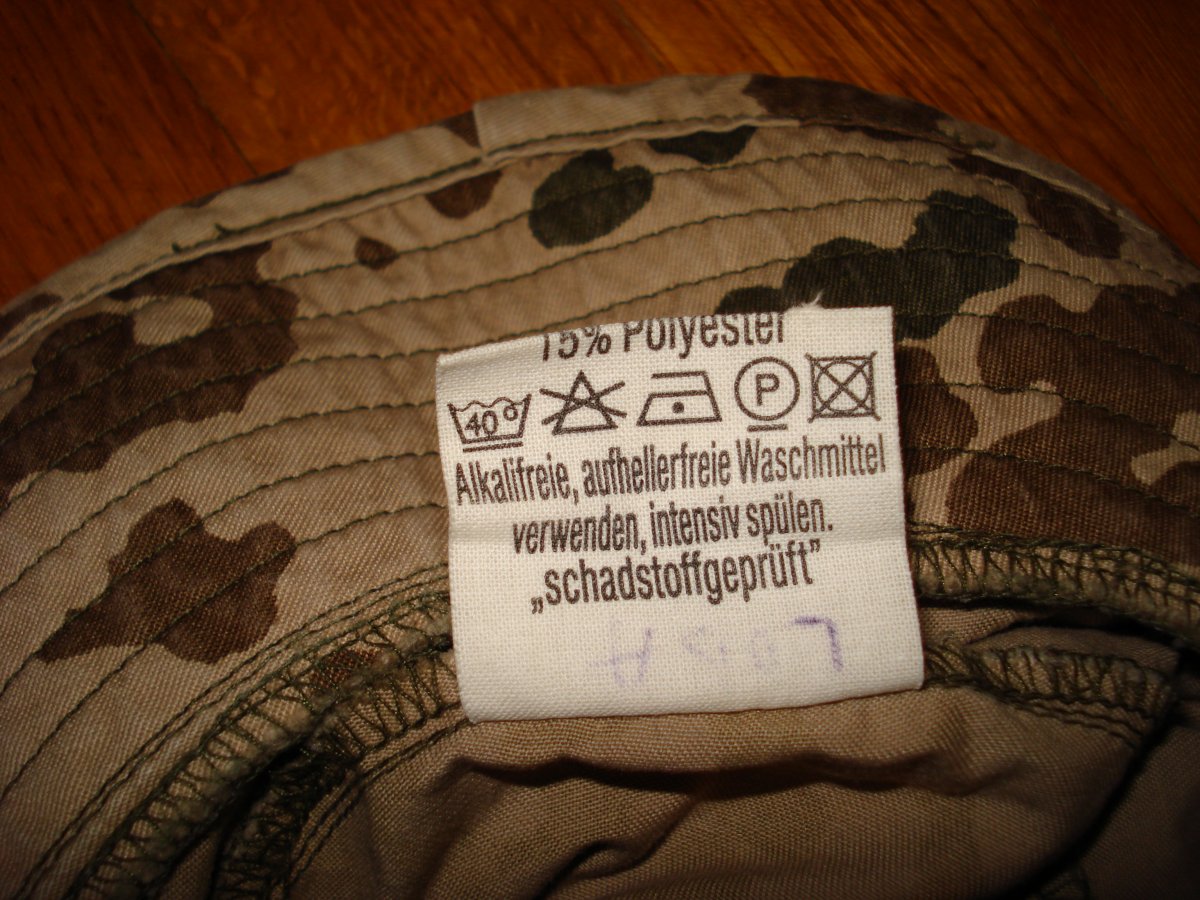 15% Polyester
40° P
Alkalifreie, aufhellerfreie Waschmittel
verwenden, intensiv spülen.
„schadstoffgeprüft”